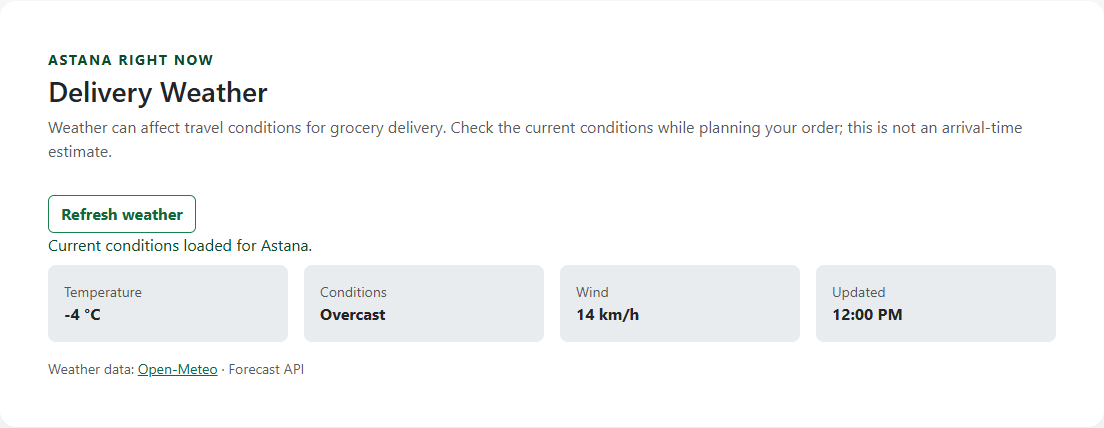 ASTANA RIGHT NOW
Delivery Weather
Weather can affect travel conditions for grocery delivery. Check the current conditions while planning your order; this is not an arrival-time
estimate.
Refresh weather
Current conditions loaded for Astana.
Temperature
-4 °C
Conditions
Overcast
Wind
14 km/h
Updated
12:00 PM
Weather data: Open-Meteo · Forecast API